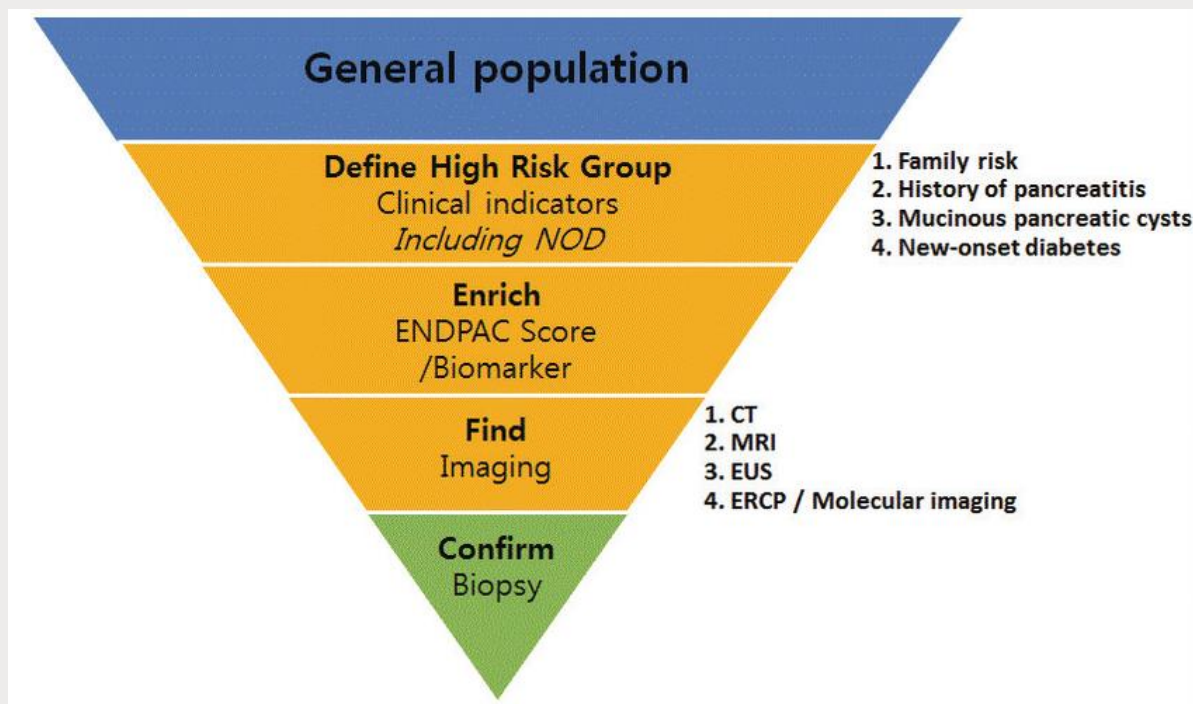 General population
Define High Risk Group
Clinical indicators
Including NOD
1. Family risk
2. History of pancreatitis
3. Mucinous pancreatic cysts
4. New-onset diabetes
Enrich
ENDPAC Score
/Biomarker
Find
Imaging
1. CT
2. MRI
3. EUS
4. ERCP / Molecular imaging
Confirm
Biopsy